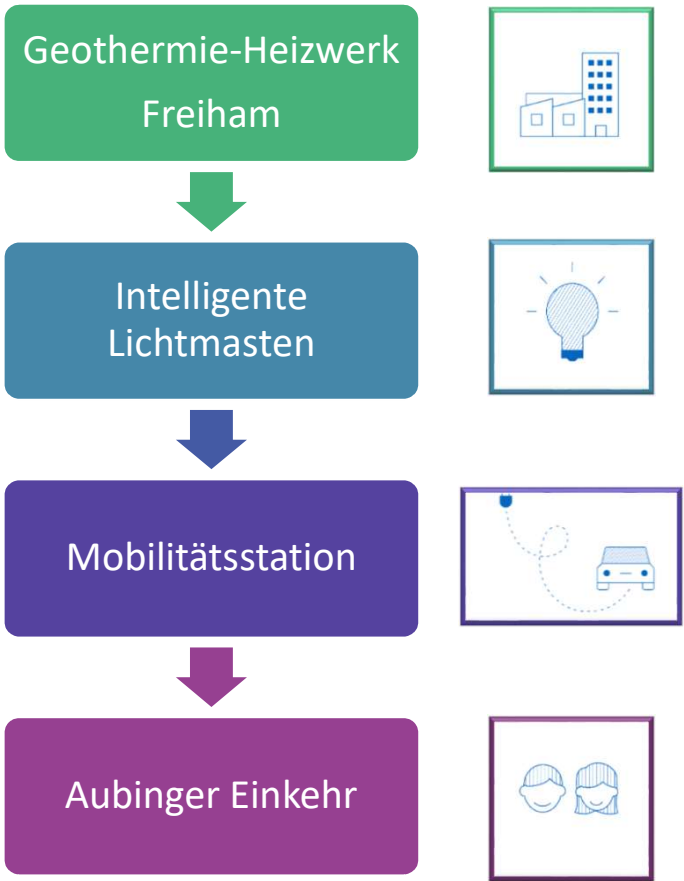 Geothermie-Heizwerk
Freiham
Intelligente
Lichtmasten
Mobilitätsstation
Aubinger Einkehr